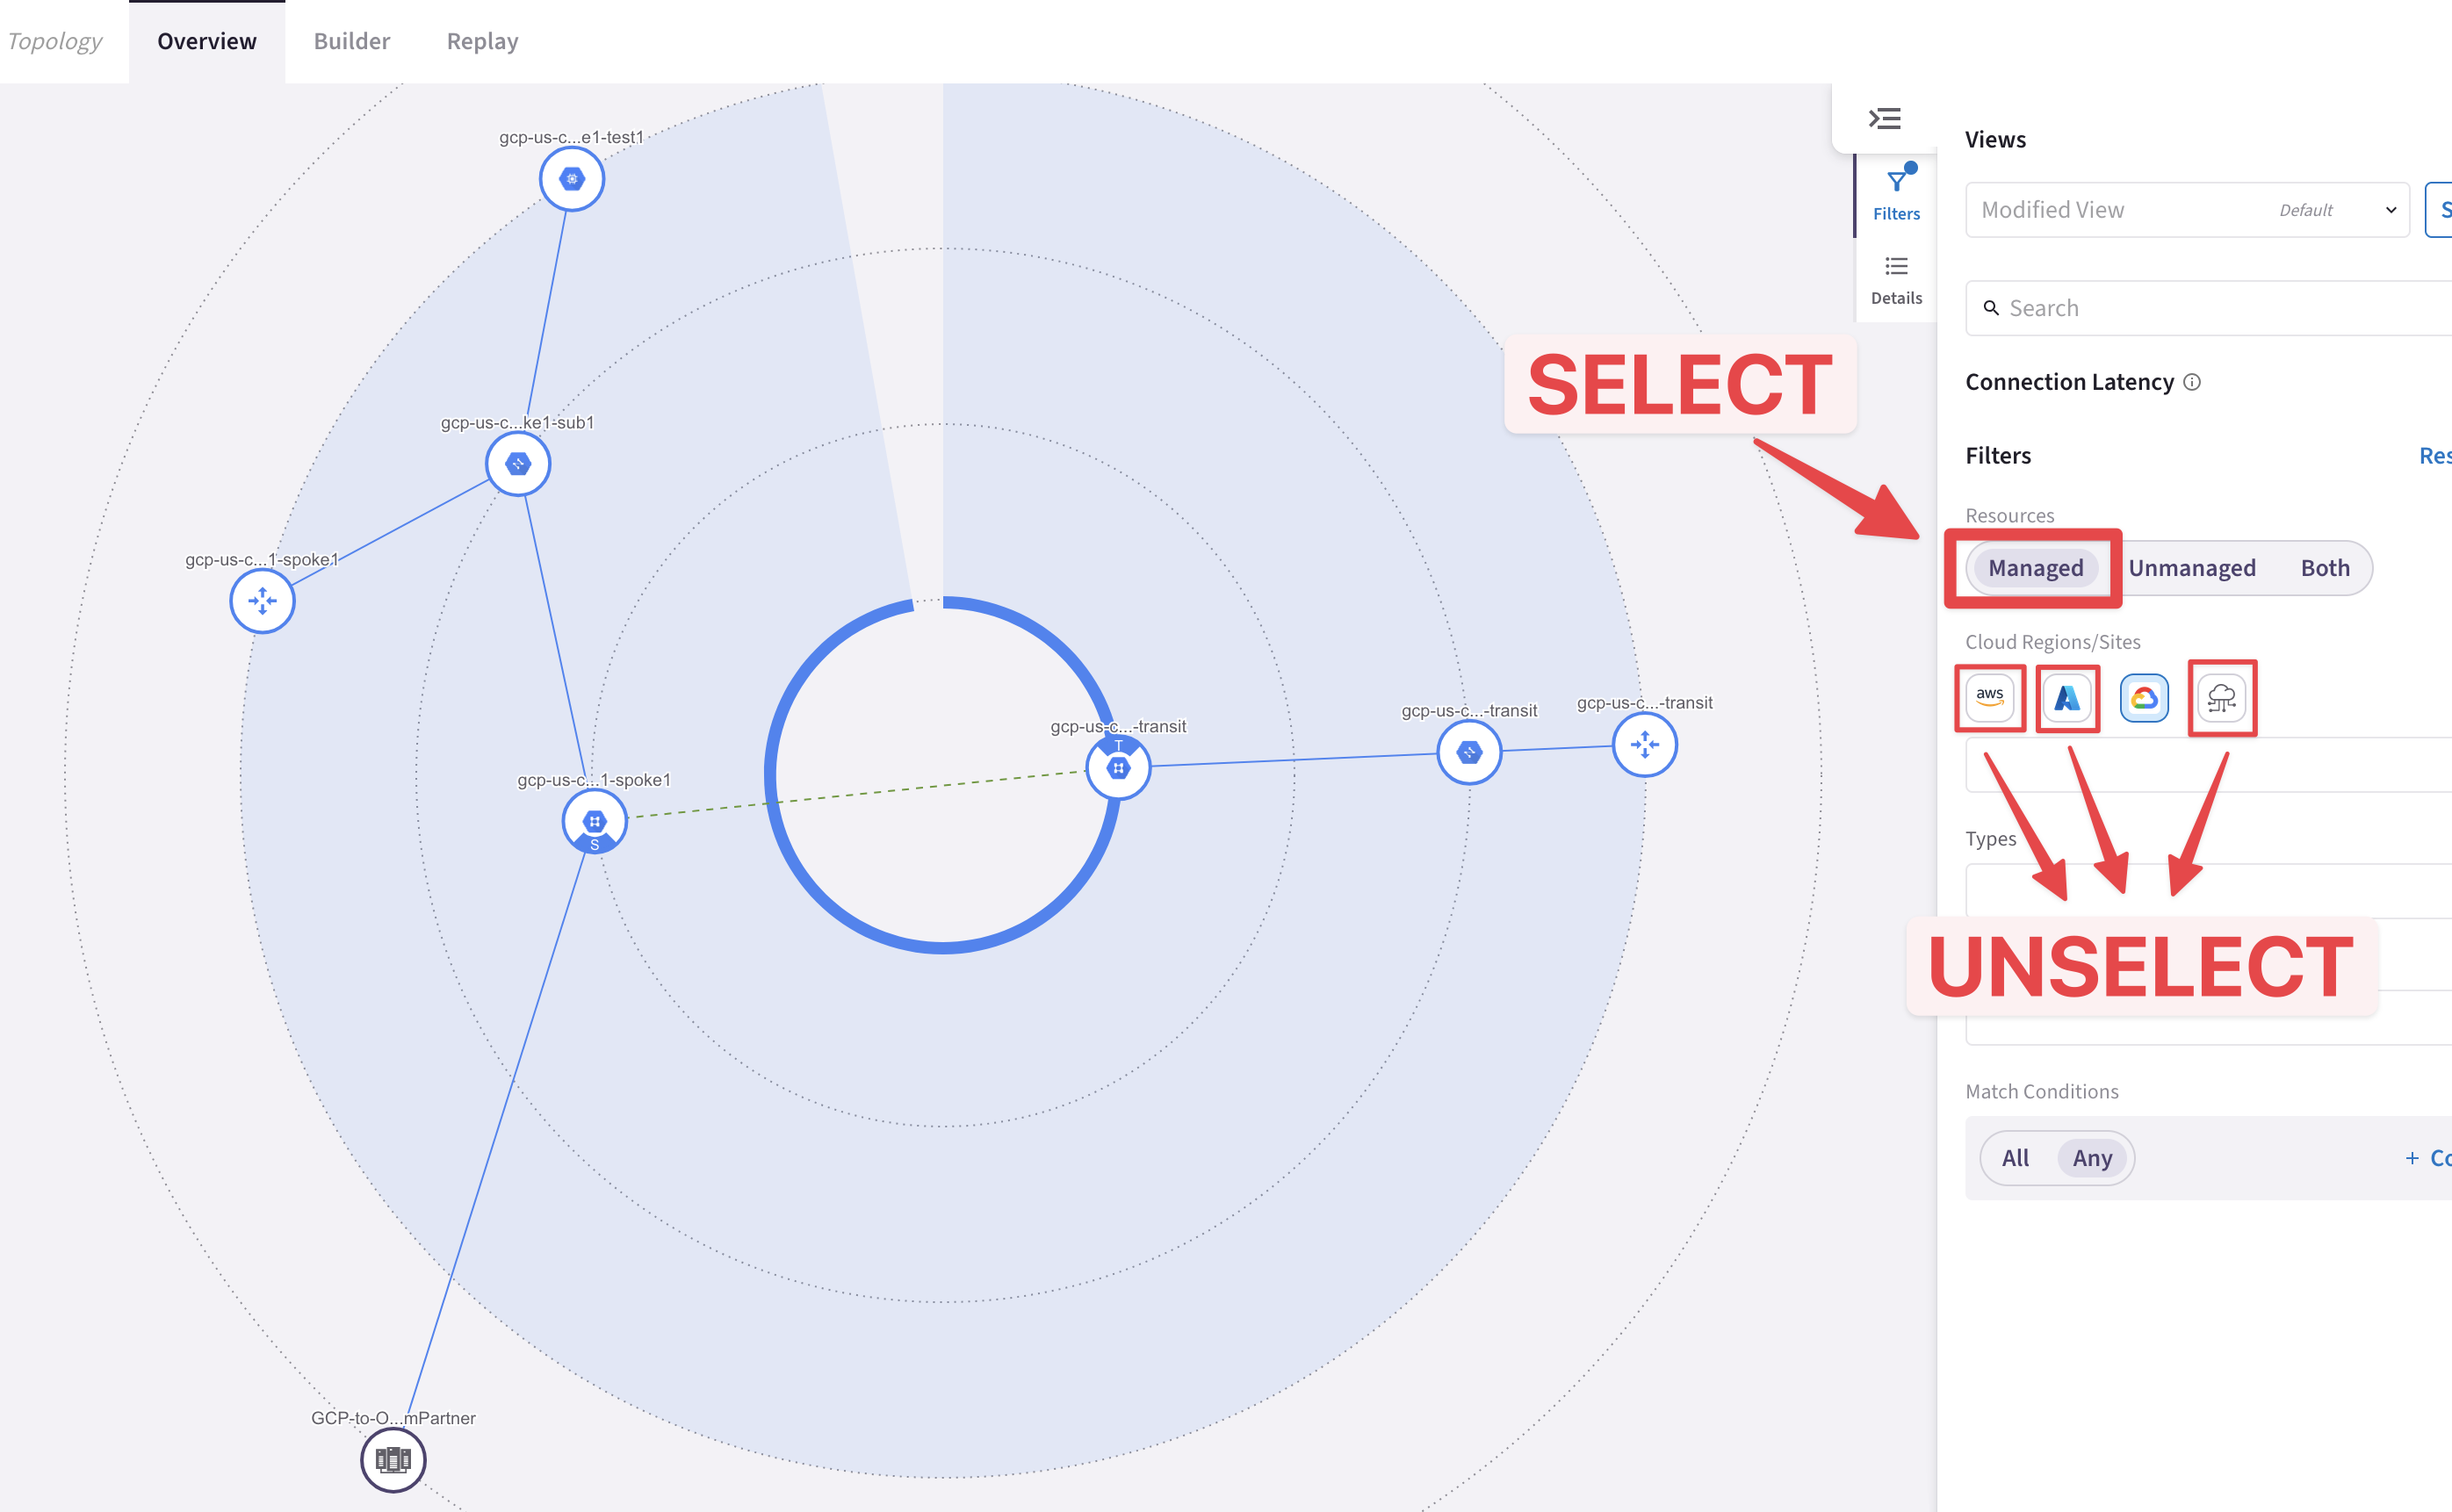 Topology
Overview
Builder
Replay
gcp-us-c...e1-test1
gcp-us-c...ke1-sub1
gcp-us-c...1-spoke1
gcp-us-c...1-spoke1
S
gcp-us-c...-transit
T
gcp-us-c...-transit
gcp-us-c...-transit
GCP-to-O...mPartner
Filters
Details
Views
Modified View
Default
S
Search
Connection Latency
SELECT
Filters
Res
Resources
Managed
Unmanaged
Both
Cloud Regions/Sites
aws
Types
UNSELECT
Match Conditions
All
Any
+ Co